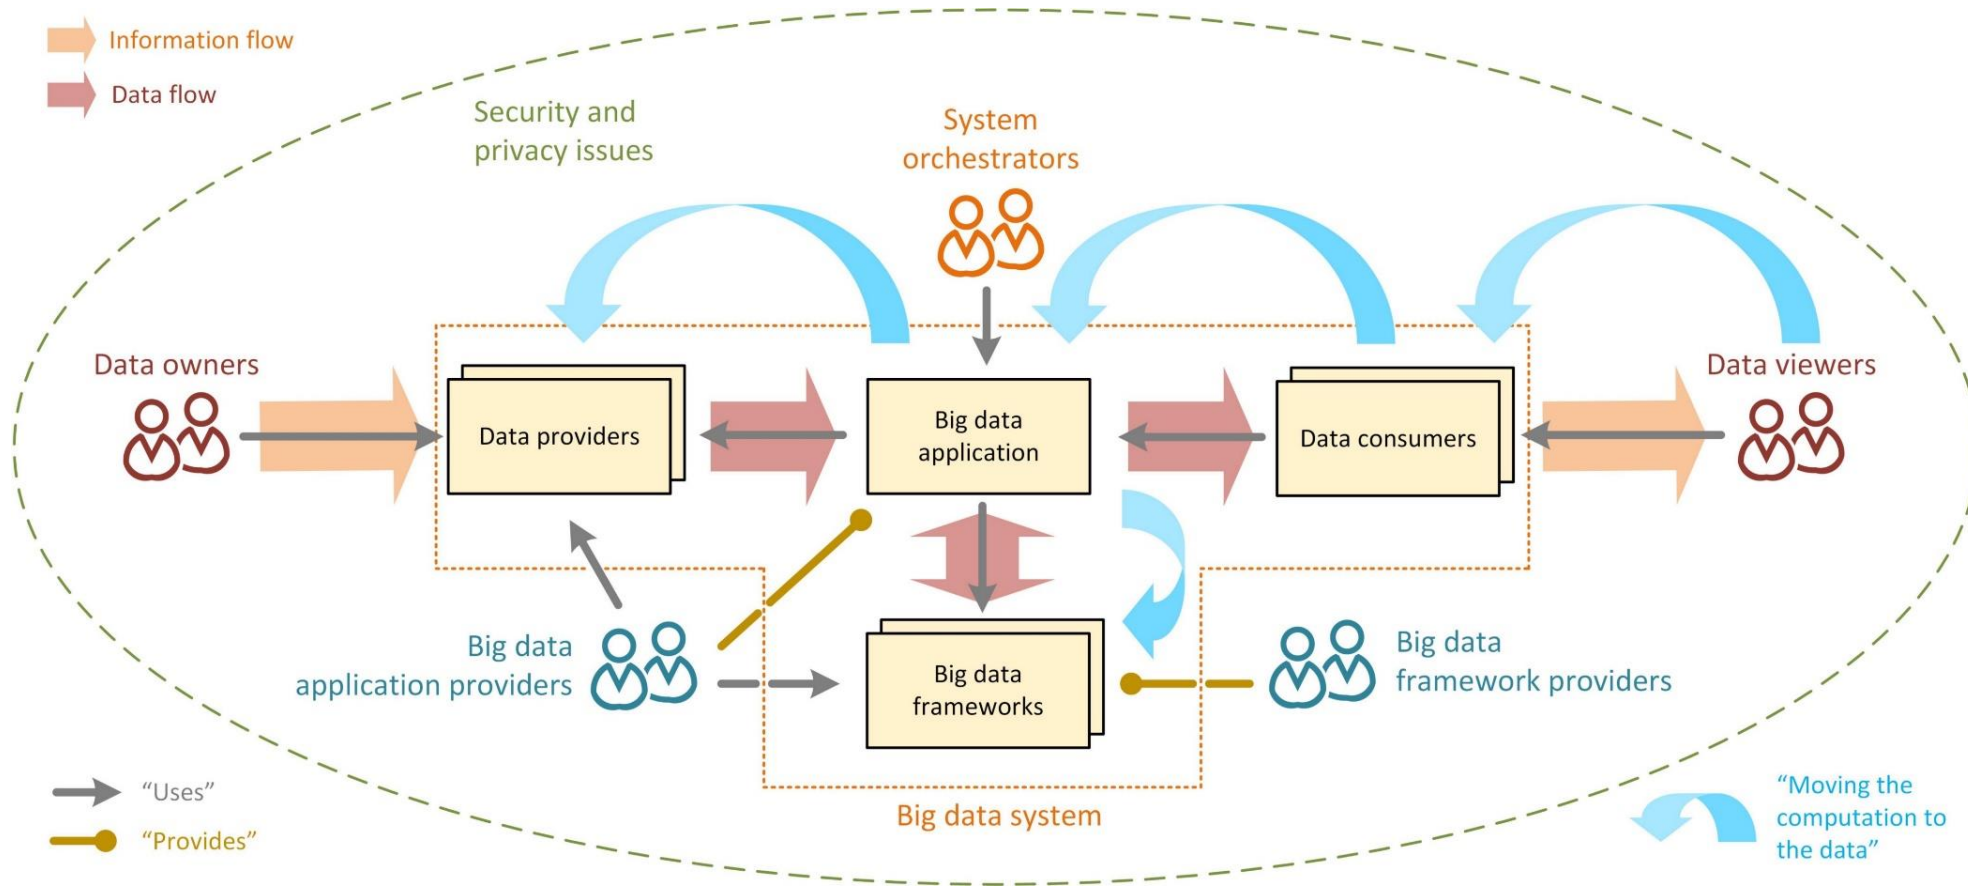 Information flow
Data flow
Security and
privacy issues
System
orchestrators
Data owners
Data providers
Big data
application
Data consumers
Data viewers
Big data
application providers
Big data
frameworks
Big data
framework providers
Big data system
“Uses”
“Provides”
“Moving the
computation to
the data”